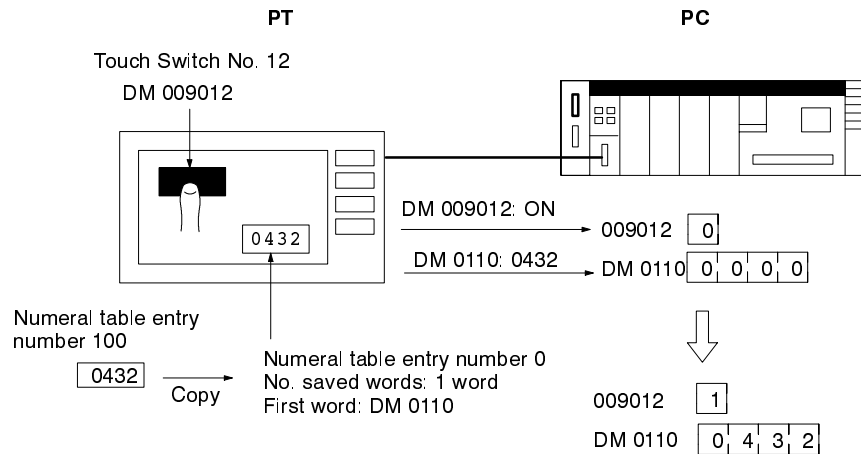 PT
PC
Touch Switch No. 12
DM 009012
0432
DM 009012: ON
009012 0
DM 0110: 0432
DM 0110 0 0 0 0
Numeral table entry
number 100
0432
Copy
Numeral table entry number 0
No. saved words: 1 word
First word: DM 0110
009012 1
DM 0110 0 4 3 2